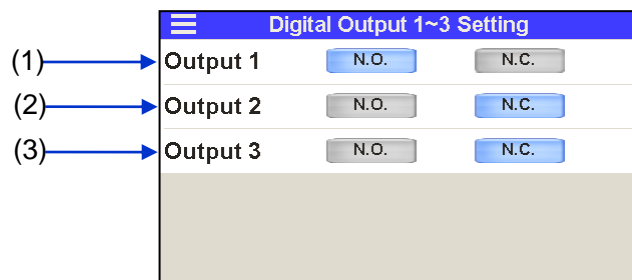 Digital Output 1~3 Setting
(1) Output 1 N.O. N.C.
(2) Output 2 N.O. N.C.
(3) Output 3 N.O. N.C.